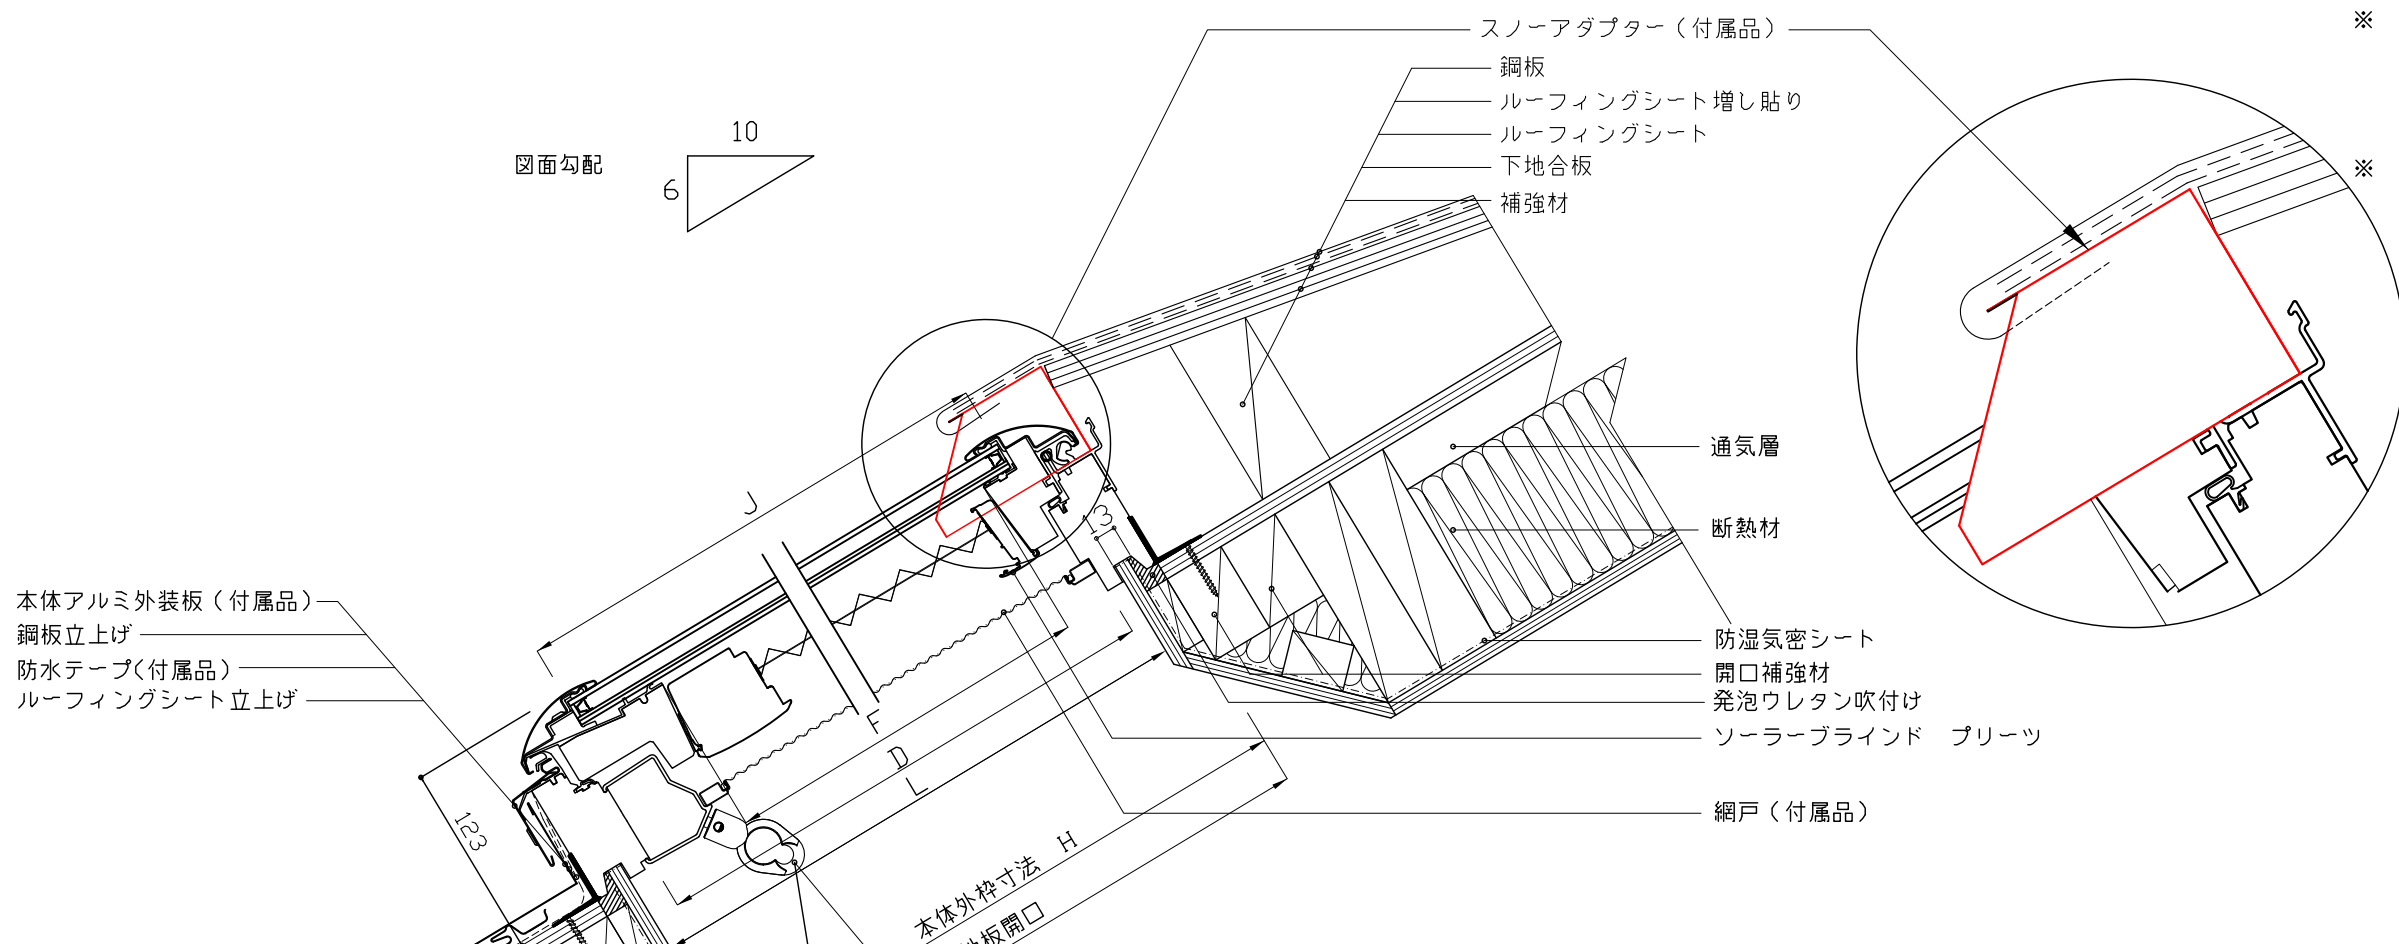 スノーアダプター（付属品）
※
鋼板
ルーフィングシート増し貼り
ルーフィングシート
下地合板
補強材
※
図面勾配
10
6
通気層
断熱材
防湿気密シート
開口補強材
発泡ウレタン吹付け
ソーラーブラインド　プリーツ
網戸（付属品）
本体アルミ外装板（付属品）
鋼板立上げ
防水テープ(付属品)
ルーフィングシート立上げ
J
13
F
D
L
123
本体外枠寸法　H
地板開口